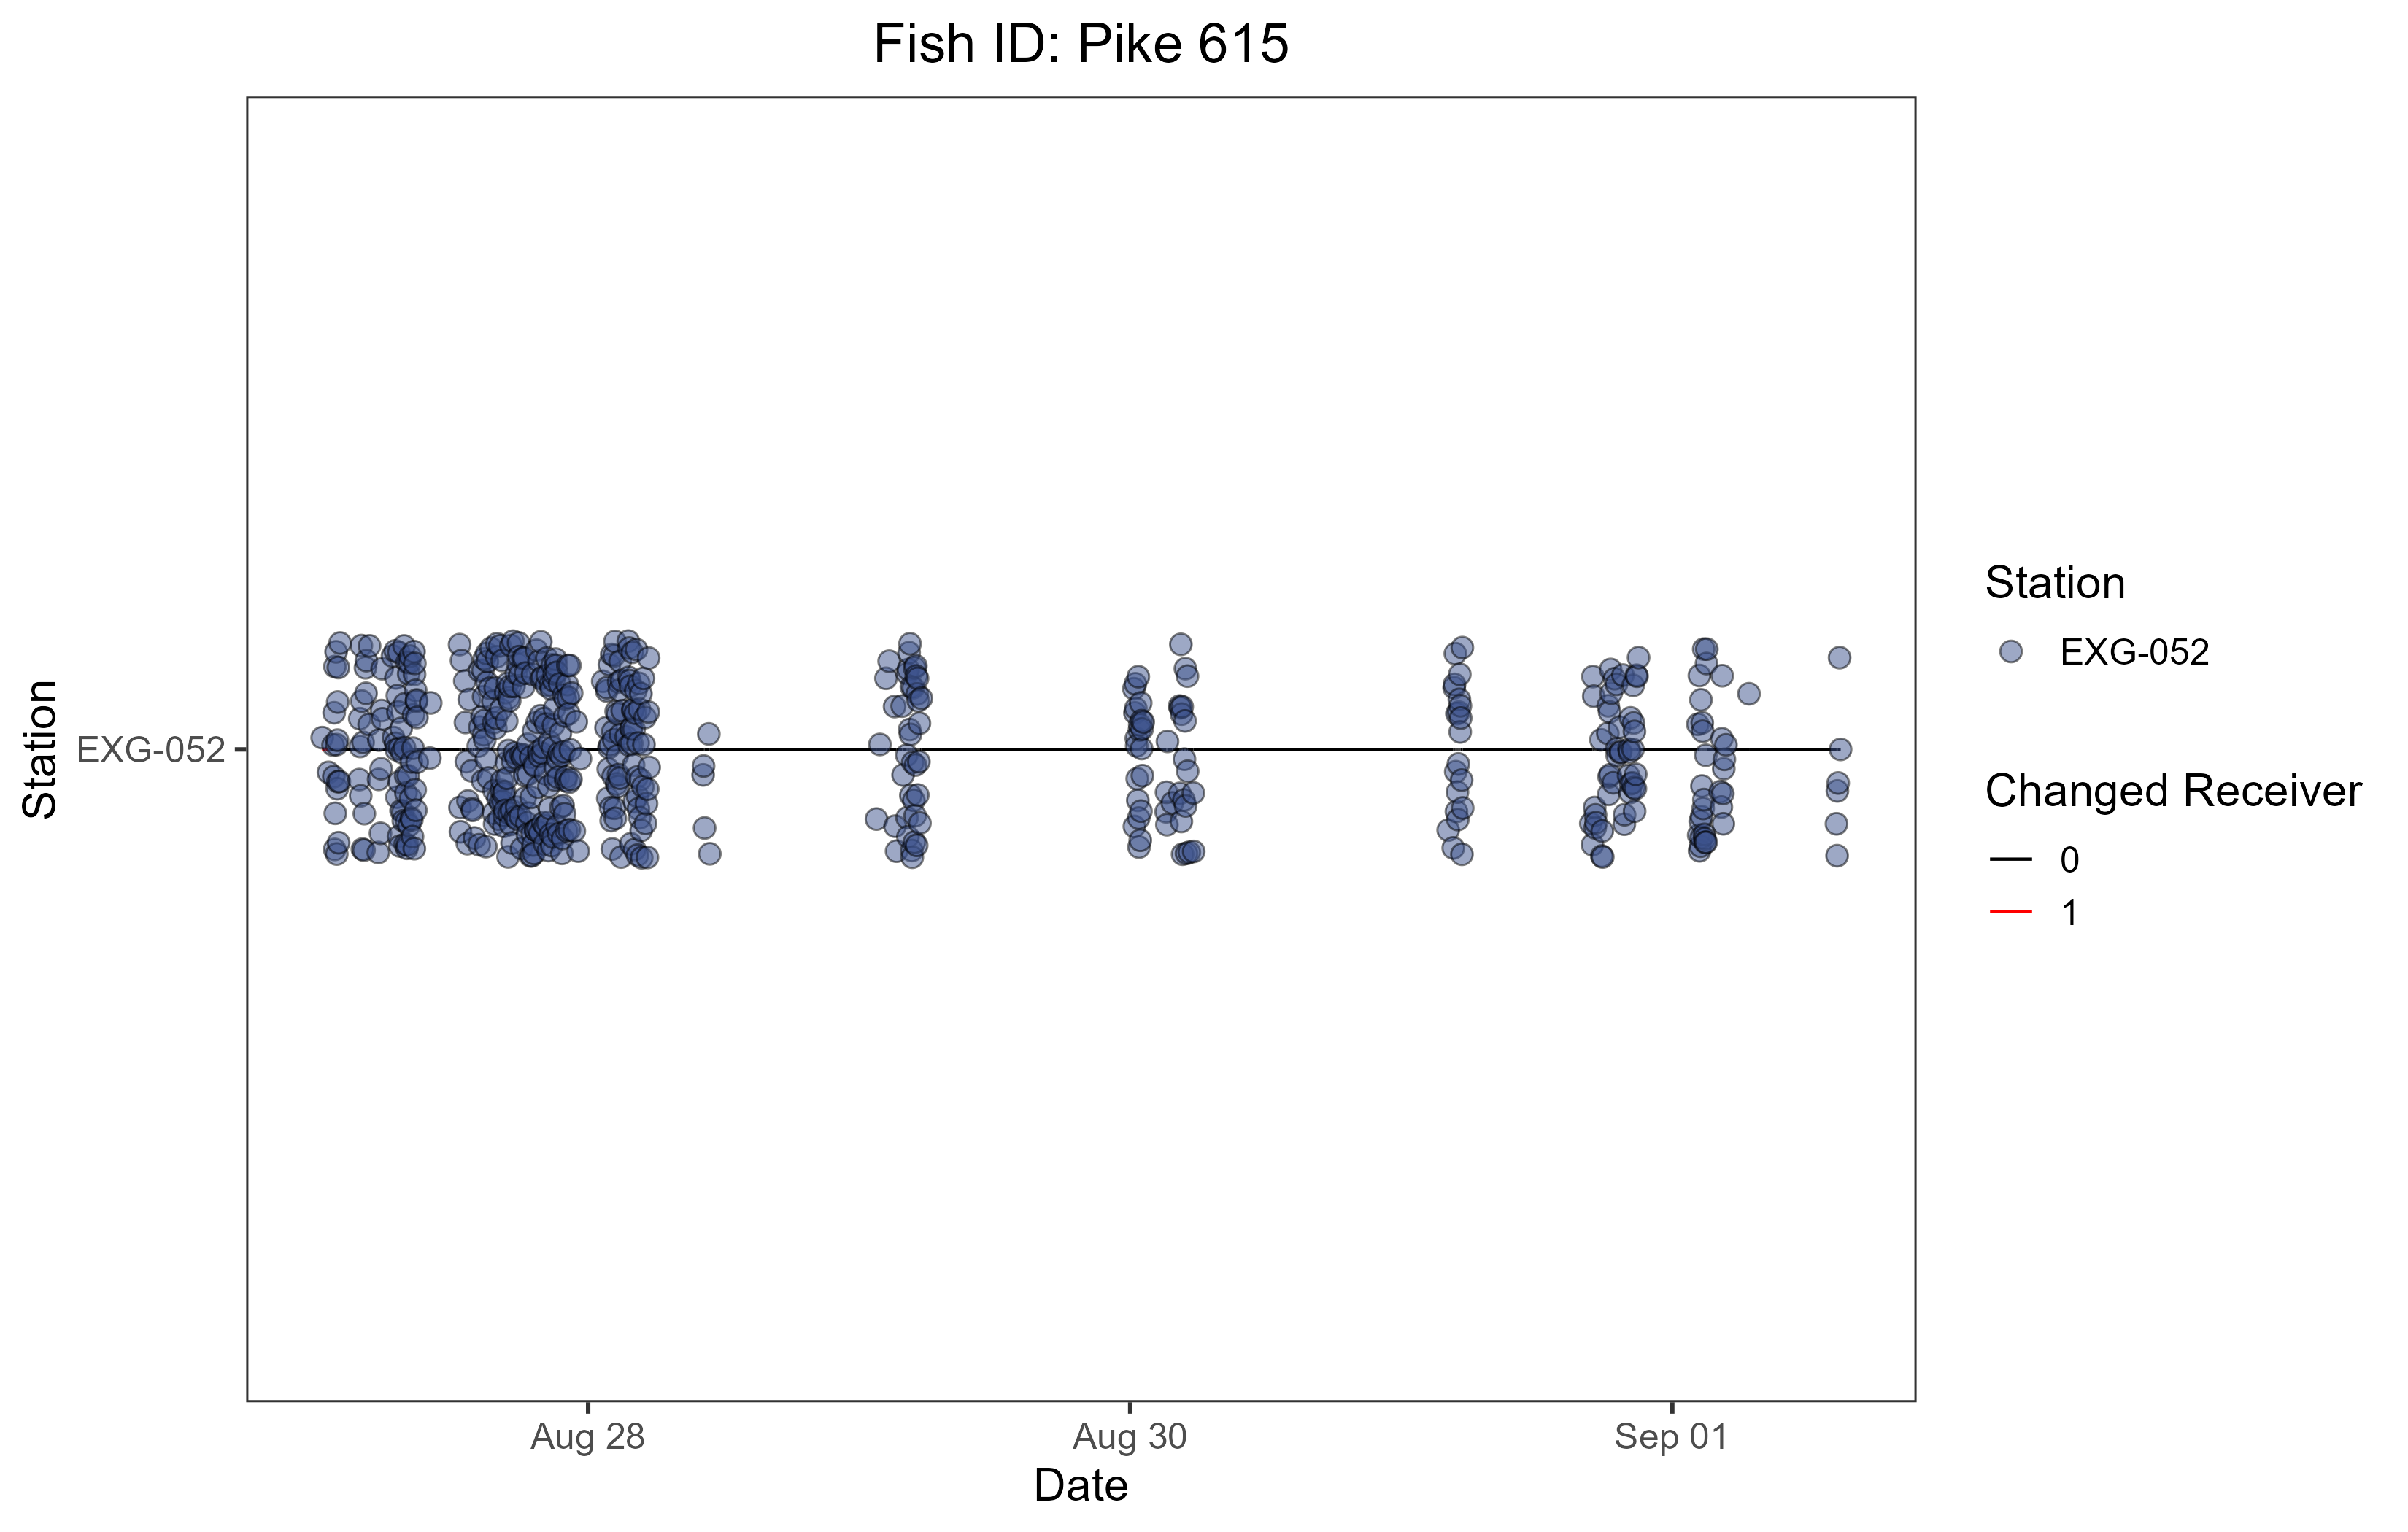 Fish ID: Pike 615
Station
EXG-052
Aug 28
Aug 30
Sep 01
Date
Station
EXG-052
Changed Receiver
0
1